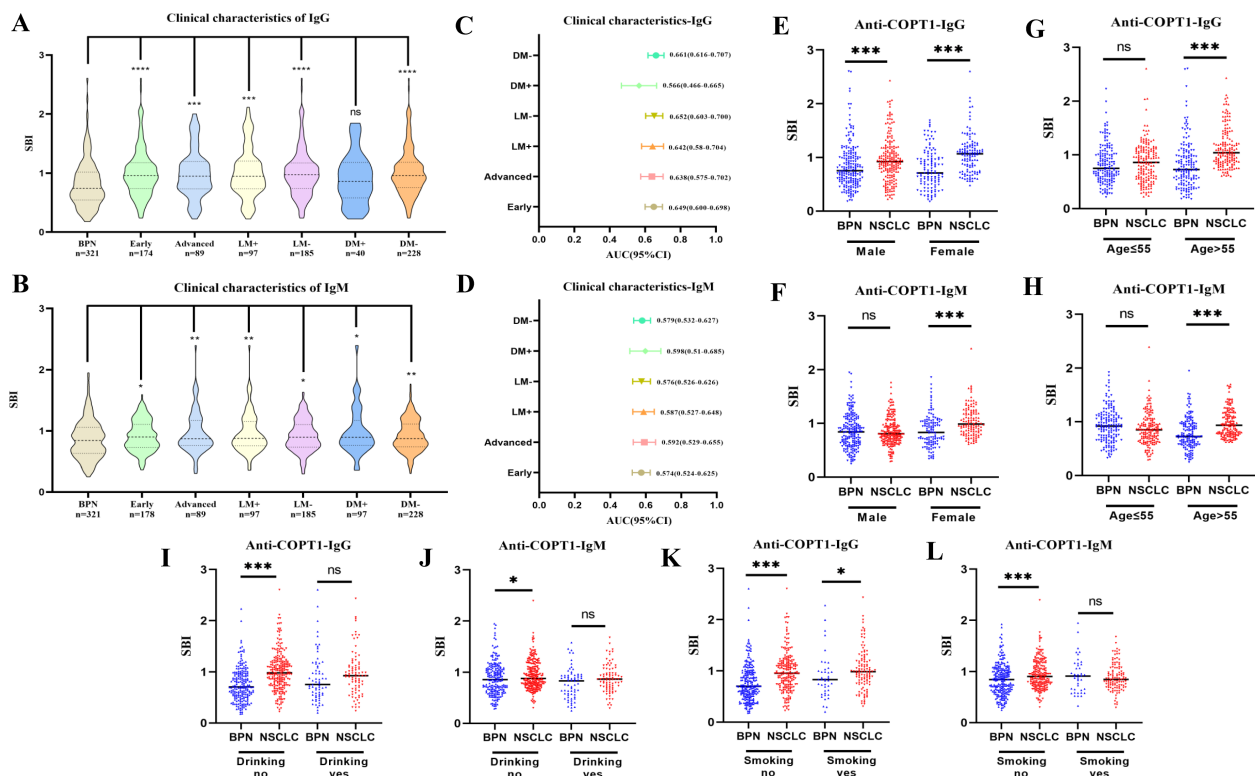 A
Clinical characteristics of IgG
SBI
3
2
1
0
**** *** *** **** ns ****
BPN Early Advanced LM+ LM- DM+ DM-
n=321 n=174 n=89 n=97 n=185 n=40 n=228
B
Clinical characteristics of IgM
SBI
3
2
1
0
* ** ** * * **
BPN Early Advanced LM+ LM- DM+ DM-
n=321 n=178 n=89 n=97 n=185 n=97 n=228
C
Clinical characteristics-IgG
DM- 0.661(0.616-0.707)
DM+ 0.566(0.466-0.665)
LM- 0.652(0.603-0.700)
LM+ 0.642(0.58-0.704)
Advanced 0.638(0.575-0.702)
Early 0.649(0.600-0.698)
0.0 0.2 0.4 0.6 0.8 1.0
AUC(95%CI)
D
Clinical characteristics-IgM
DM- 0.579(0.532-0.627)
DM+ 0.598(0.51-0.685)
LM- 0.576(0.526-0.626)
LM+ 0.587(0.527-0.648)
Advanced 0.592(0.529-0.655)
Early 0.574(0.524-0.625)
0.0 0.2 0.4 0.6 0.8 1.0
AUC(95%CI)
E
Anti-COPT1-IgG
SBI
3
2
1
0
*** ***
BPN NSCLC BPN NSCLC
Male Female
F
Anti-COPT1-IgM
SBI
3
2
1
0
ns ***
BPN NSCLC BPN NSCLC
Male Female
G
Anti-COPT1-IgG
SBI
3
2
1
0
ns ***
BPN NSCLC BPN NSCLC
Age≤55 Age>55
H
Anti-COPT1-IgM
SBI
3
2
1
0
ns ***
BPN NSCLC BPN NSCLC
Age≤55 Age>55
I
Anti-COPT1-IgG
SBI
3
2
1
0
*** ns
BPN NSCLC BPN NSCLC
Drinking Drinking
no yes
J
Anti-COPT1-IgM
SBI
3
2
1
0
* ns
BPN NSCLC BPN NSCLC
Drinking Drinking
no yes
K
Anti-COPT1-IgG
SBI
3
2
1
0
*** *
BPN NSCLC BPN NSCLC
Smoking Smoking
no yes
L
Anti-COPT1-IgM
SBI
3
2
1
0
*** ns
BPN NSCLC BPN NSCLC
Smoking Smoking
no yes